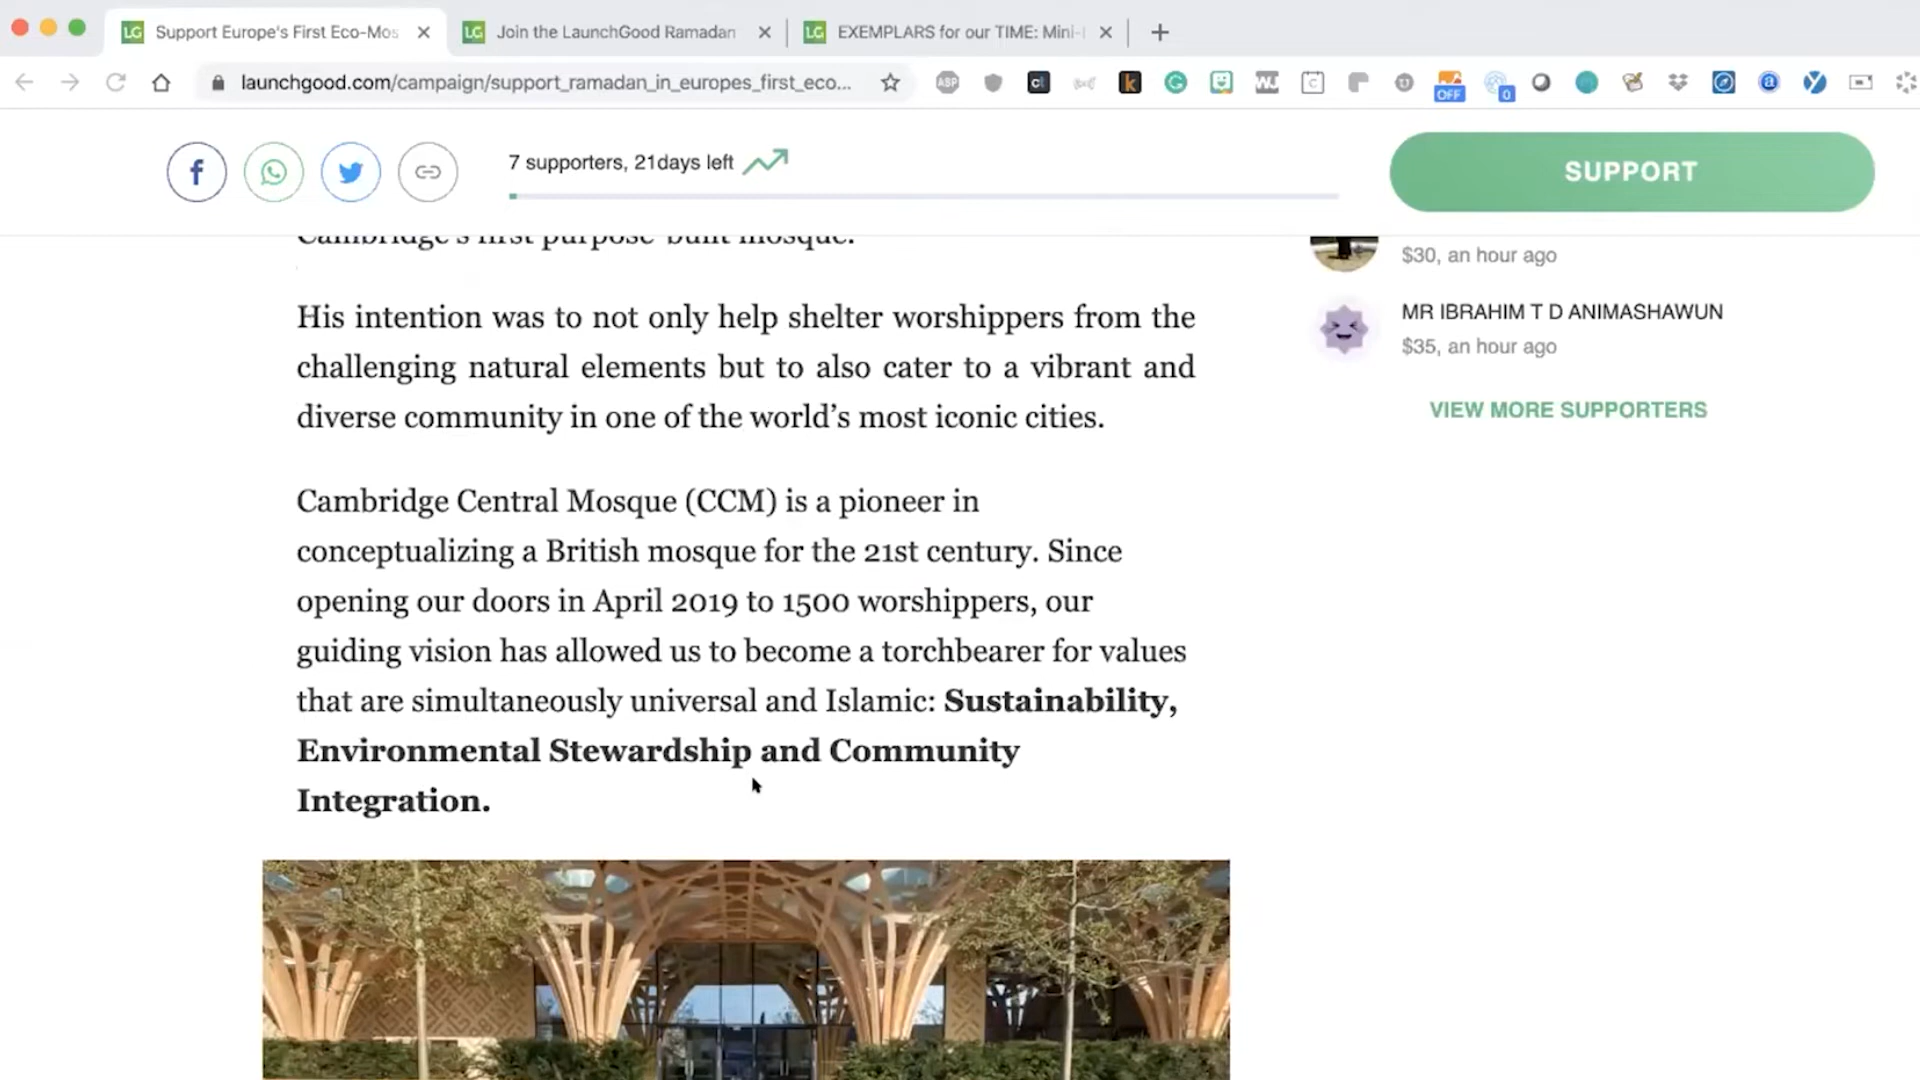 Support Europe's First Eco-Mos
Join the LaunchGood Ramadan
EXEMPLARS for our TIME: Mini-
launchgood.com/campaign/support_ramadan_in_europes_first_eco...
ABP
OFF
0
7 supporters, 21days left
SUPPORT
Cambridge's first purpose-built mosque.
$30, an hour ago
His intention was to not only help shelter worshippers from the
challenging natural elements but to also cater to a vibrant and
diverse community in one of the world's most iconic cities.
MR IBRAHIM T D ANIMASHAWUN
$35, an hour ago
VIEW MORE SUPPORTERS
Cambridge Central Mosque (CCM) is a pioneer in
conceptualizing a British mosque for the 21st century. Since
opening our doors in April 2019 to 1500 worshippers, our
guiding vision has allowed us to become a torchbearer for values
that are simultaneously universal and Islamic: Sustainability,
Environmental Stewardship and Community
Integration.